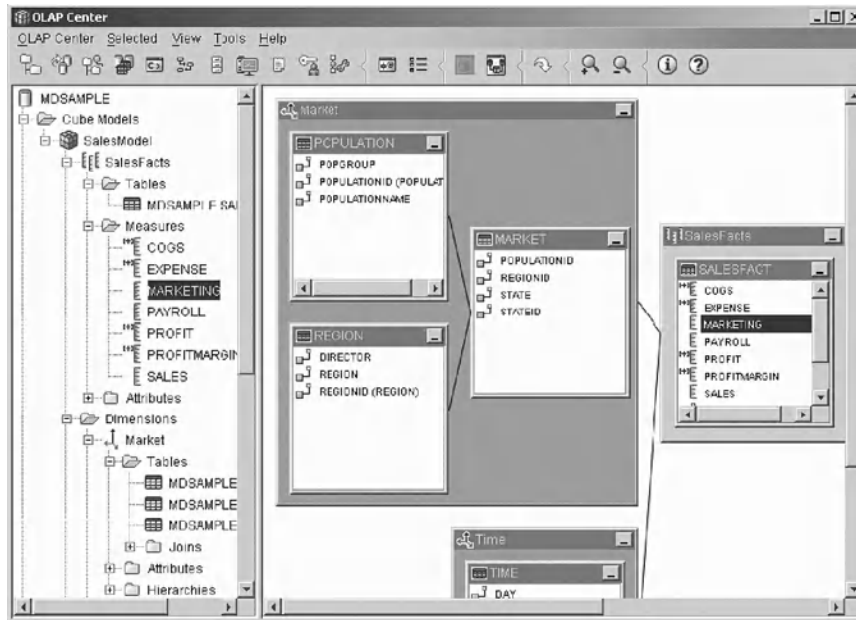 OLAP Center
OLAP Center Selected View Tools Help
MDSAMPLE
Cube Models
SalesModel
SalesFacts
Tables
MDSAMPLE SA
Measures
COGS
EXPENSE
MARKETING
PAYROLL
PROFIT
PROFITMARGIN
SALES
Attributes
Dimensions
Market
Tables
MDSAMPLE
MDSAMPLE
MDSAMPLE
Joins
Attributes
Hierarchies
Market
POPULATION
POPGROUP
POPULATIONID (POPULAT
POPULATIONNAME
REGION
DIRECTOR
REGION
REGIONID (REGION)
MARKET
POPULATIONID
REGIONID
STATE
STATEID
SalesFacts
SALESFACT
COGS
EXPENSE
MARKETING
PAYROLL
PROFIT
PROFITMARGIN
SALES
Time
TIME
DAY